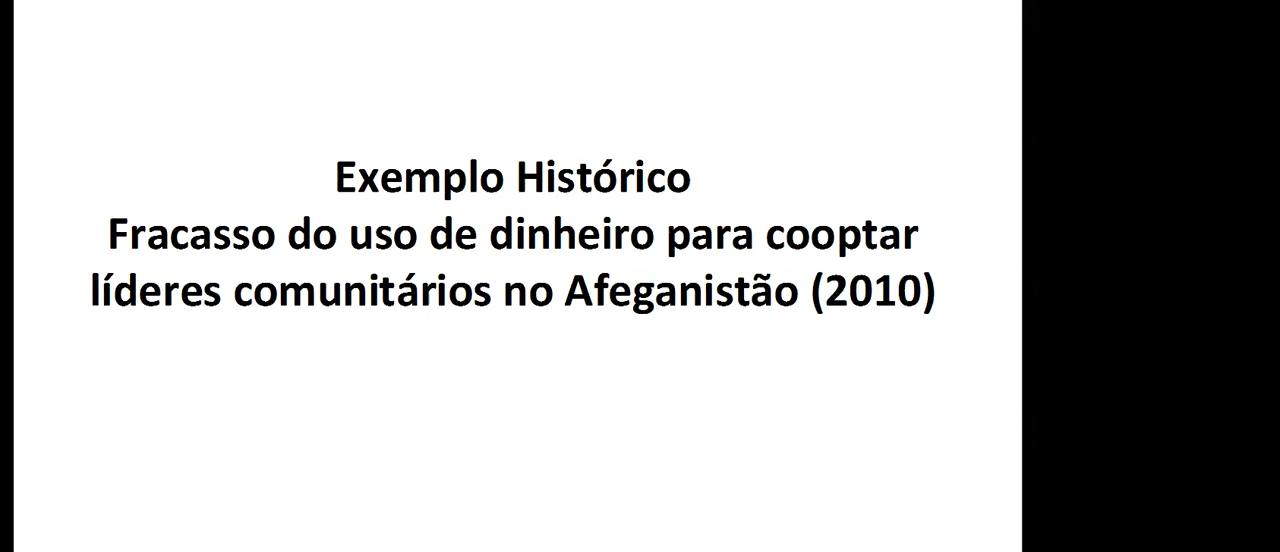 Exemplo Histórico
Fracasso do uso de dinheiro para cooptar
líderes comunitários no Afeganistão (2010)